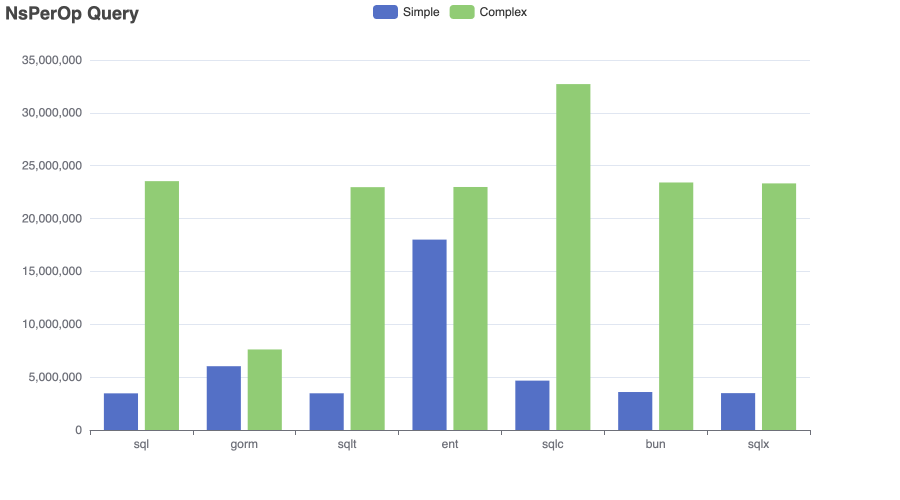 NsPerOp Query
Simple
Complex
35,000,000
30,000,000
25,000,000
20,000,000
15,000,000
10,000,000
5,000,000
0
sql gorm sqlt ent sqlc bun sqlx